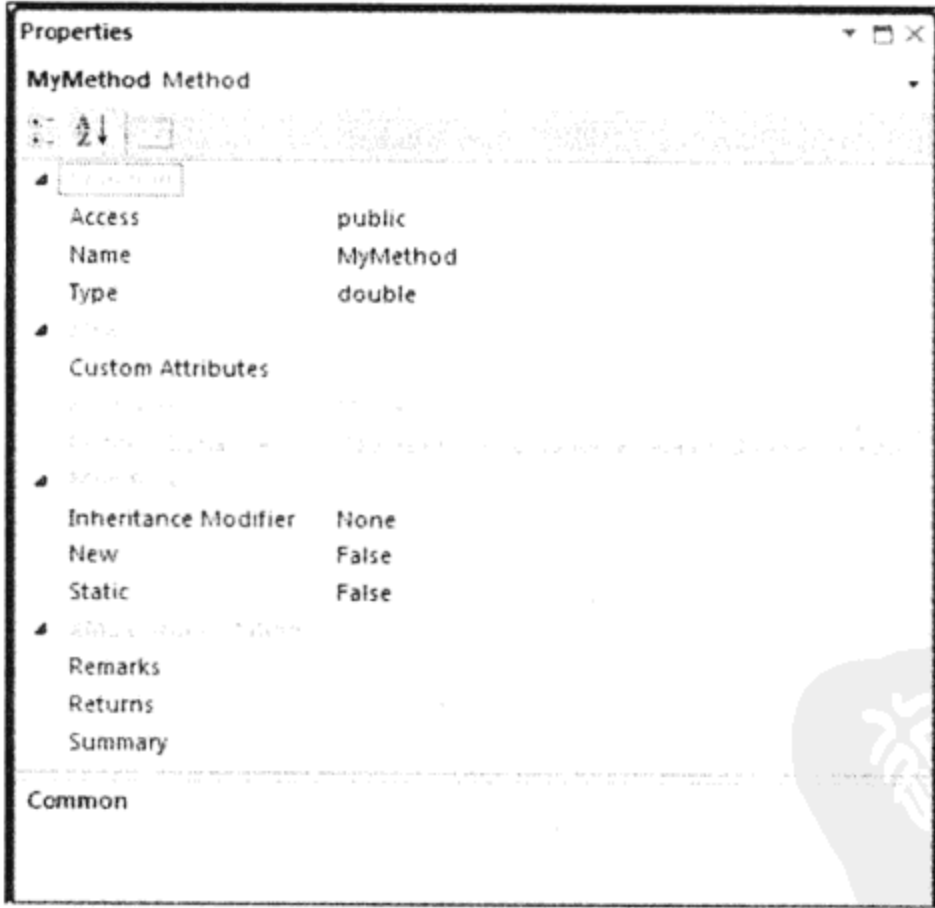 Properties
MyMethod Method
Access public
Name MyMethod
Type double
Custom Attributes
Inheritance Modifier None
New False
Static False
Remarks
Returns
Summary
Common